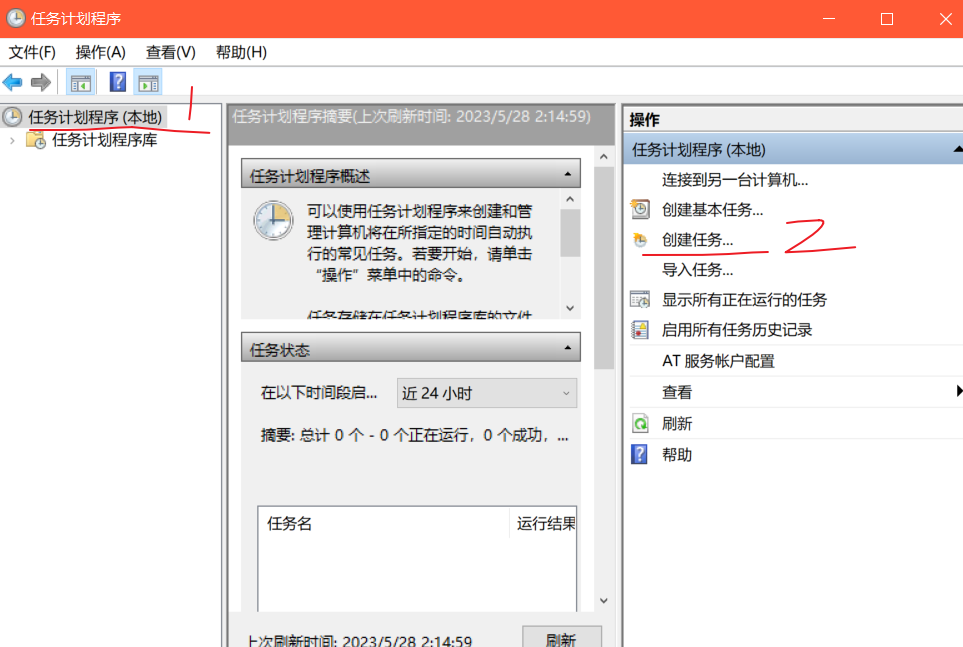 任务计划程序
文件(F) 操作(A) 查看(V) 帮助(H)
任务计划程序 (本地)
任务计划程序库
1
任务计划程序摘要(上次刷新时间: 2023/5/28 2:14:59)
任务计划程序概述
可以使用任务计划程序来创建和管
理计算机将在所指定的时间自动执
行的常见任务。若要开始，请单击
“操作”菜单中的命令。
任务存储在任务计划程序库的文件
任务状态
在以下时间段启... 近 24 小时
摘要: 总计 0 个 - 0 个正在运行，0 个成功，...
任务名 运行结果
上次刷新时间: 2023/5/28 2:14:59 刷新
操作
任务计划程序 (本地)
连接到另一台计算机...
创建基本任务...
创建任务...
2
导入任务...
显示所有正在运行的任务
启用所有任务历史记录
AT 服务帐户配置
查看
刷新
帮助